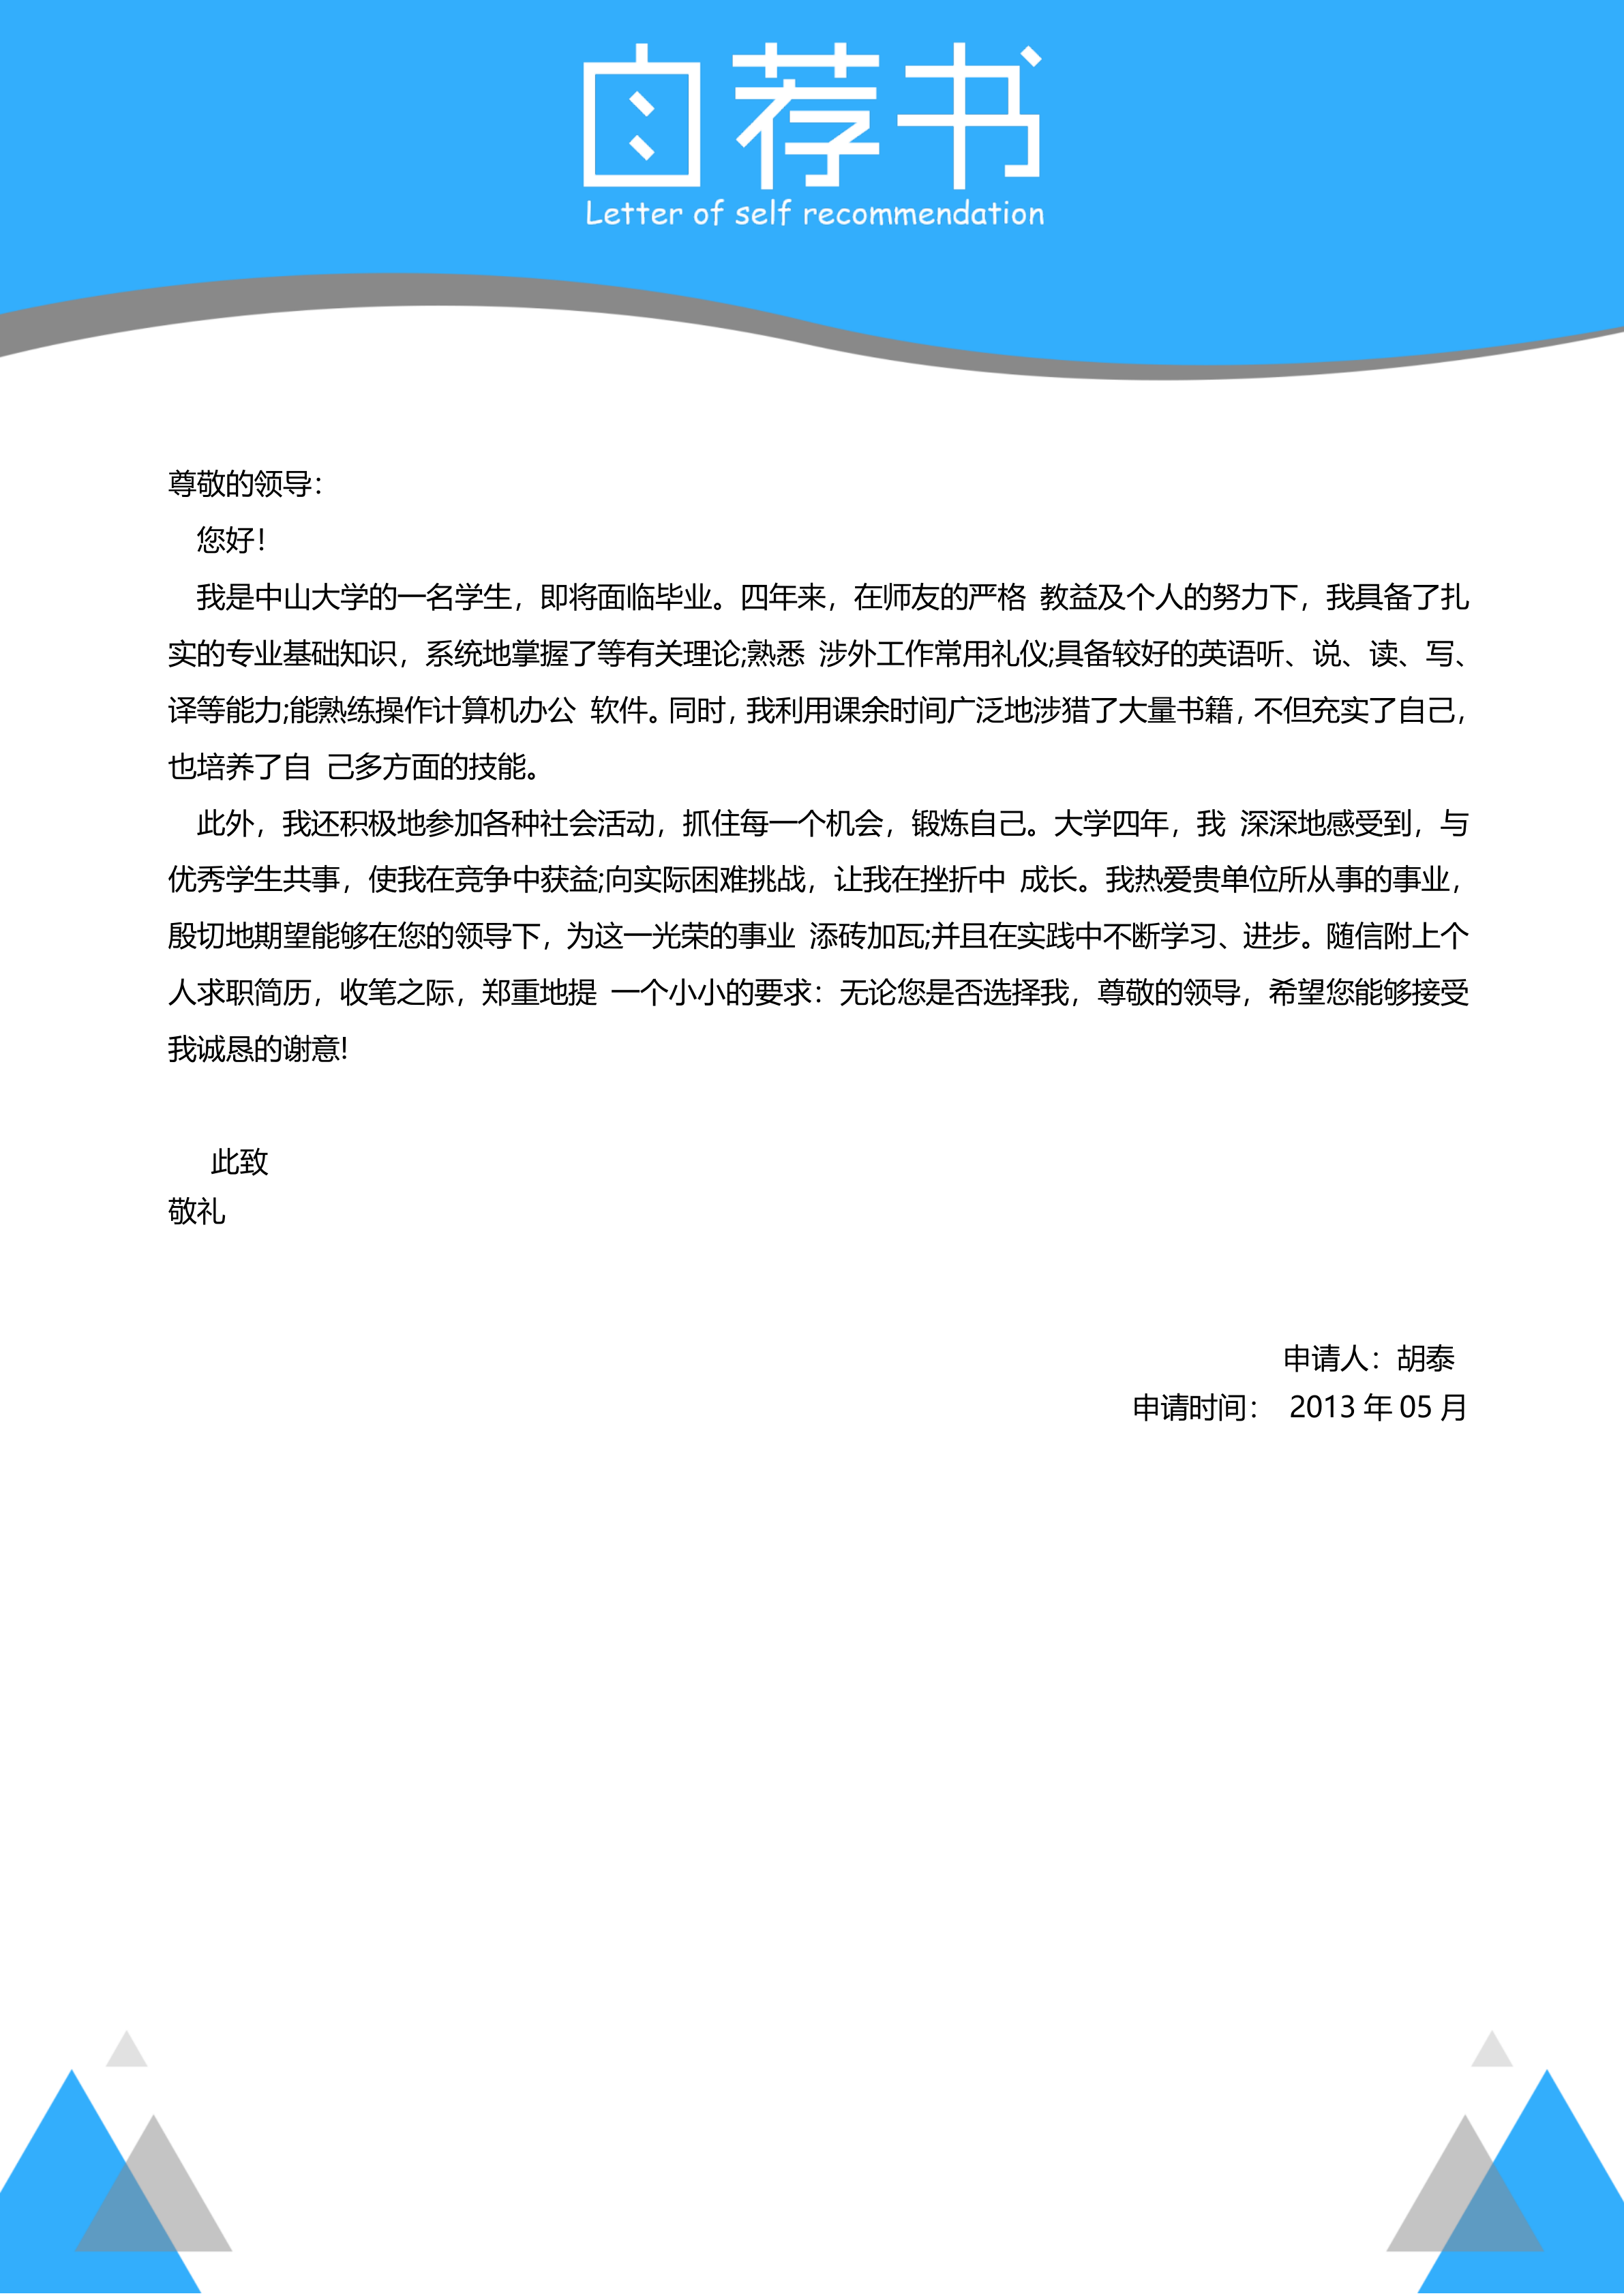 自荐书
Letter of self recommendation
尊敬的领导：
您好！
我是中山大学的一名学生，即将面临毕业。四年来，在师友的严格 教益及个人的努力下，我具备了扎
实的专业基础知识，系统地掌握了等有关理论;熟悉 涉外工作常用礼仪;具备较好的英语听、说、读、写、
译等能力;能熟练操作计算机办公 软件。同时，我利用课余时间广泛地涉猎了大量书籍，不但充实了自己，
也培养了自 己多方面的技能。
此外，我还积极地参加各种社会活动，抓住每一个机会，锻炼自己。大学四年，我 深深地感受到，与
优秀学生共事，使我在竞争中获益;向实际困难挑战，让我在挫折中 成长。我热爱贵单位所从事的事业，
殷切地期望能够在您的领导下，为这一光荣的事业 添砖加瓦;并且在实践中不断学习、进步。随信附上个
人求职简历，收笔之际，郑重地提 一个小小的要求：无论您是否选择我，尊敬的领导，希望您能够接受
我诚恳的谢意!
此致
敬礼
申请人：胡泰
申请时间： 2013 年 05 月